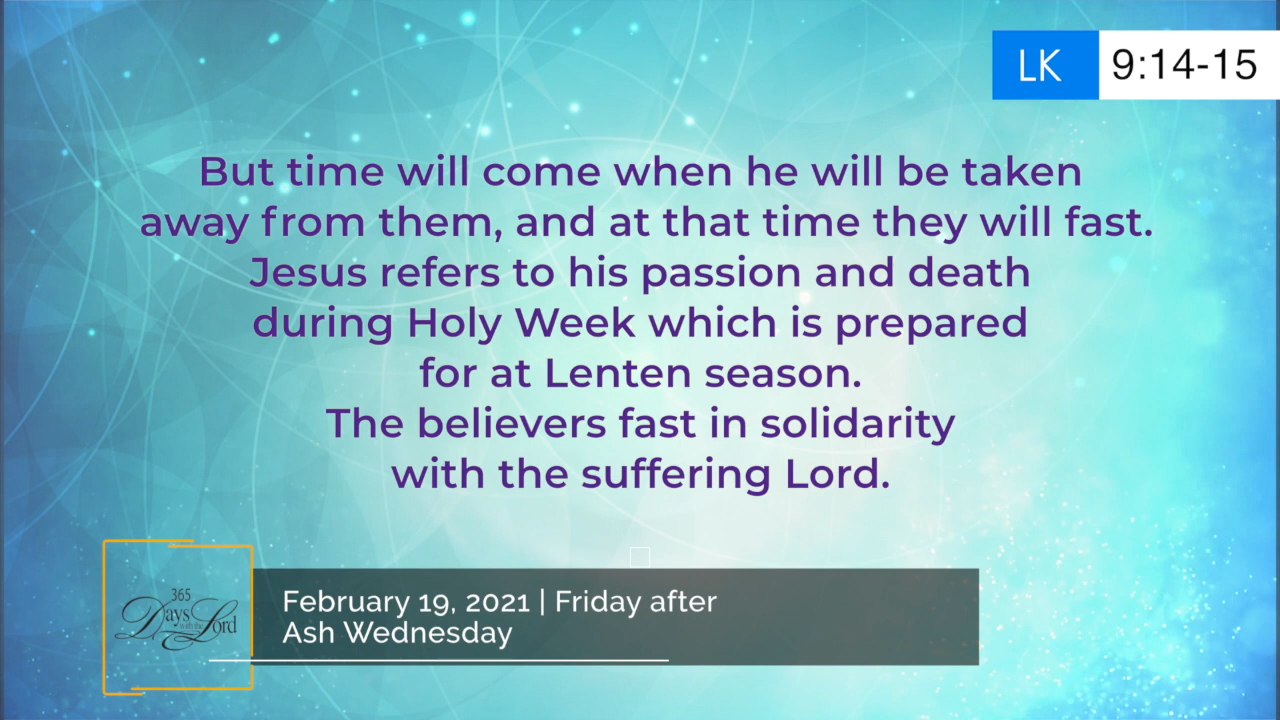 LK 9:14-15
But time will come when he will be taken
away from them, and at that time they will fast.
Jesus refers to his passion and death
during Holy Week which is prepared
for at Lenten season.
The believers fast in solidarity
with the suffering Lord.
365
Days with the Lord
February 19, 2021 | Friday after
Ash Wednesday